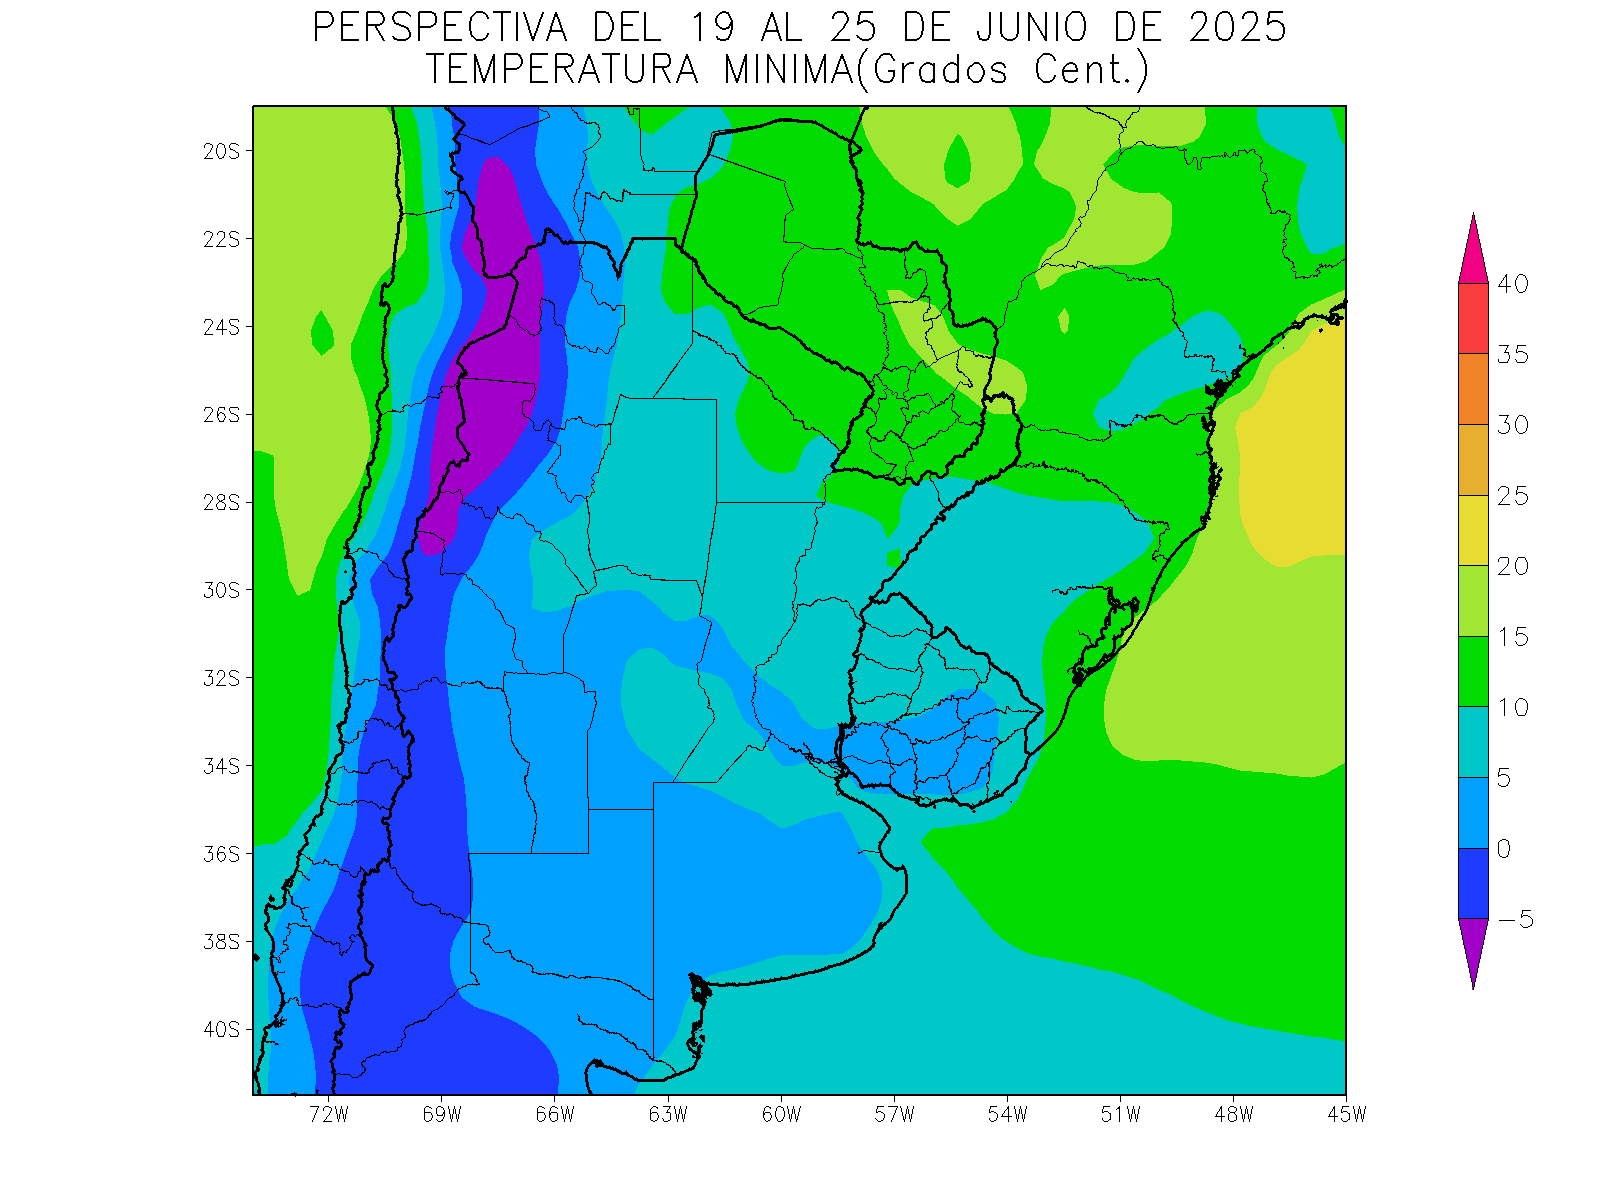 PERSPECTIVA DEL 19 AL 25 DE JUNIO DE 2025
TEMPERATURA MINIMA(Grados Cent.)
20S
22S
24S
26S
28S
30S
32S
34S
36S
38S
40S
72W 69W 66W 63W 60W 57W 54W 51W 48W 45W
40
35
30
25
20
15
10
5
0
−5